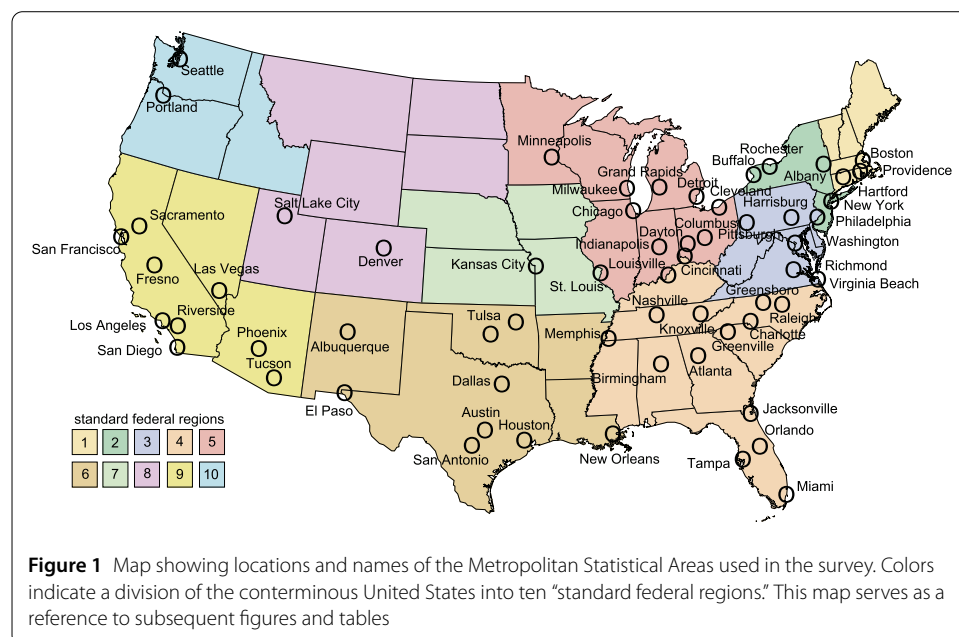 Seattle
Portland
Minneapolis
Rochester
Buffalo
Boston
Albany
Providence
Grand Rapids
Detroit
Milwaukee
Cleveland
Hartford
Salt Lake City
Chicago
Harrisburg
New York
Sacramento
Columbus
Philadelphia
San Francisco
Dayton
Pittsburgh
Indianapolis
Washington
Denver
Kansas City
Louisville
Cincinnati
Richmond
Fresno
Las Vegas
St. Louis
Virginia Beach
Nashville
Greensboro
Riverside
Tulsa
Raleigh
Los Angeles
Phoenix
Memphis
Knoxville
Charlotte
San Diego
Albuquerque
Greenville
Tucson
Dallas
Birmingham
Atlanta
El Paso
Jacksonville
standard federal regions
Austin
Houston
Orlando
1 2 3 4 5
San Antonio
New Orleans
Tampa
6 7 8 9 10
Miami
Figure 1 Map showing locations and names of the Metropolitan Statistical Areas used in the survey. Colors
indicate a division of the conterminous United States into ten “standard federal regions.” This map serves as a
reference to subsequent figures and tables